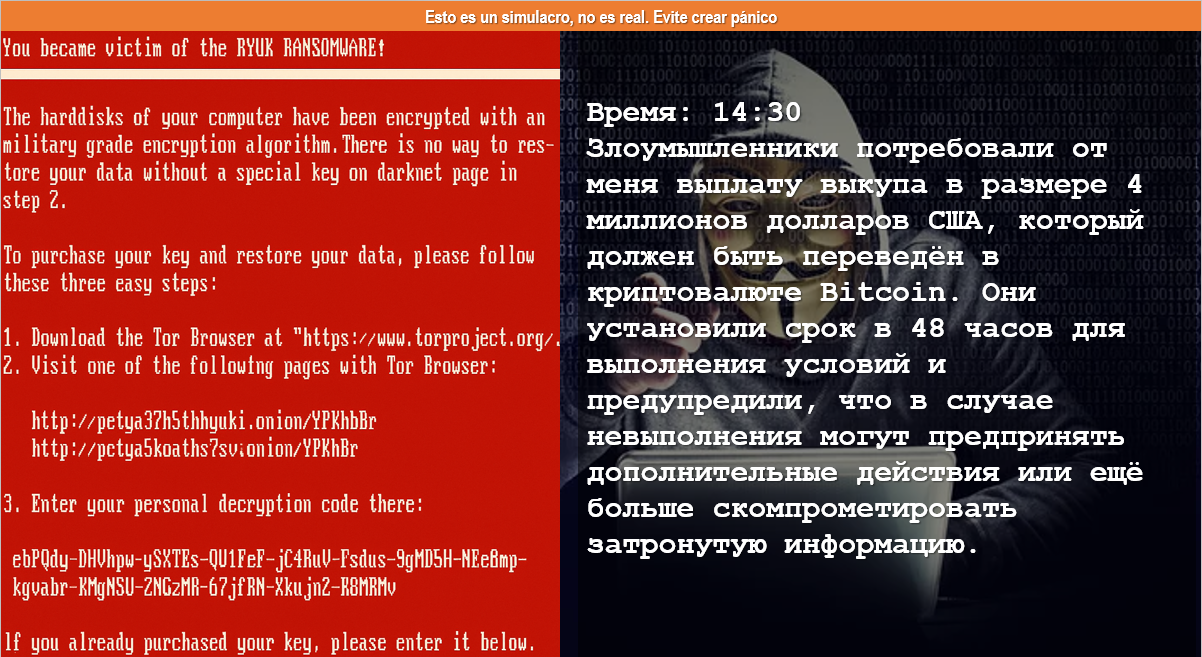 Esto es un simulacro, no es real. Evite crear pánico
You became victim of the RYUK RANSOMWARE!
The harddisks of your computer have been encrypted with an
military grade encryption algorithm.There is no way to res-
tore your data without a special key on darknet page in
step 2.
To purchase your key and restore your data, please follow
these three easy steps:
1. Download the Tor Browser at "https://www.torproject.org/.
2. Visit one of the following pages with Tor Browser:
http://petya37h5thhyuki.onion/YPKhbBr
http://petya5koaths7sv.onion/YPKhBr
3. Enter your personal decryption code there:
ebPQdy-DHVhpw-ySXTEs-QU1FeF-jC4RuV-Fsdus-9gMD5H-NEe8mp-
kgvabr-KMgNSU-2NGzMR-67jfRN-Xkujn2-R8MRMv
If you already purchased your key, please enter it below.
Время: 14:30
Злоумышленники потребовали от
меня выплату выкупа в размере 4
миллионов долларов США, который
должен быть переведён в
криптовалюте Bitcoin. Они
установили срок в 48 часов для
выполнения условий и
предупредили, что в случае
невыполнения могут предпринять
дополнительные действия или ещё
больше скомпрометировать
затронутую информацию.